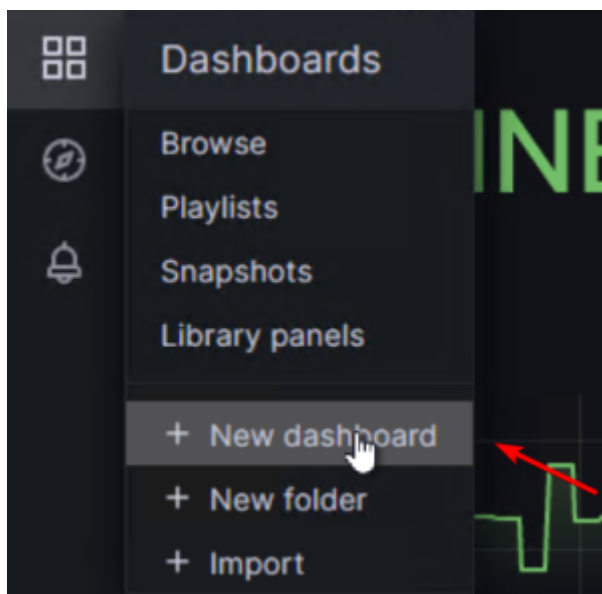 Dashboards
Browse
Playlists
Snapshots
Library panels
+ New dashboard
+ New folder
+ Import